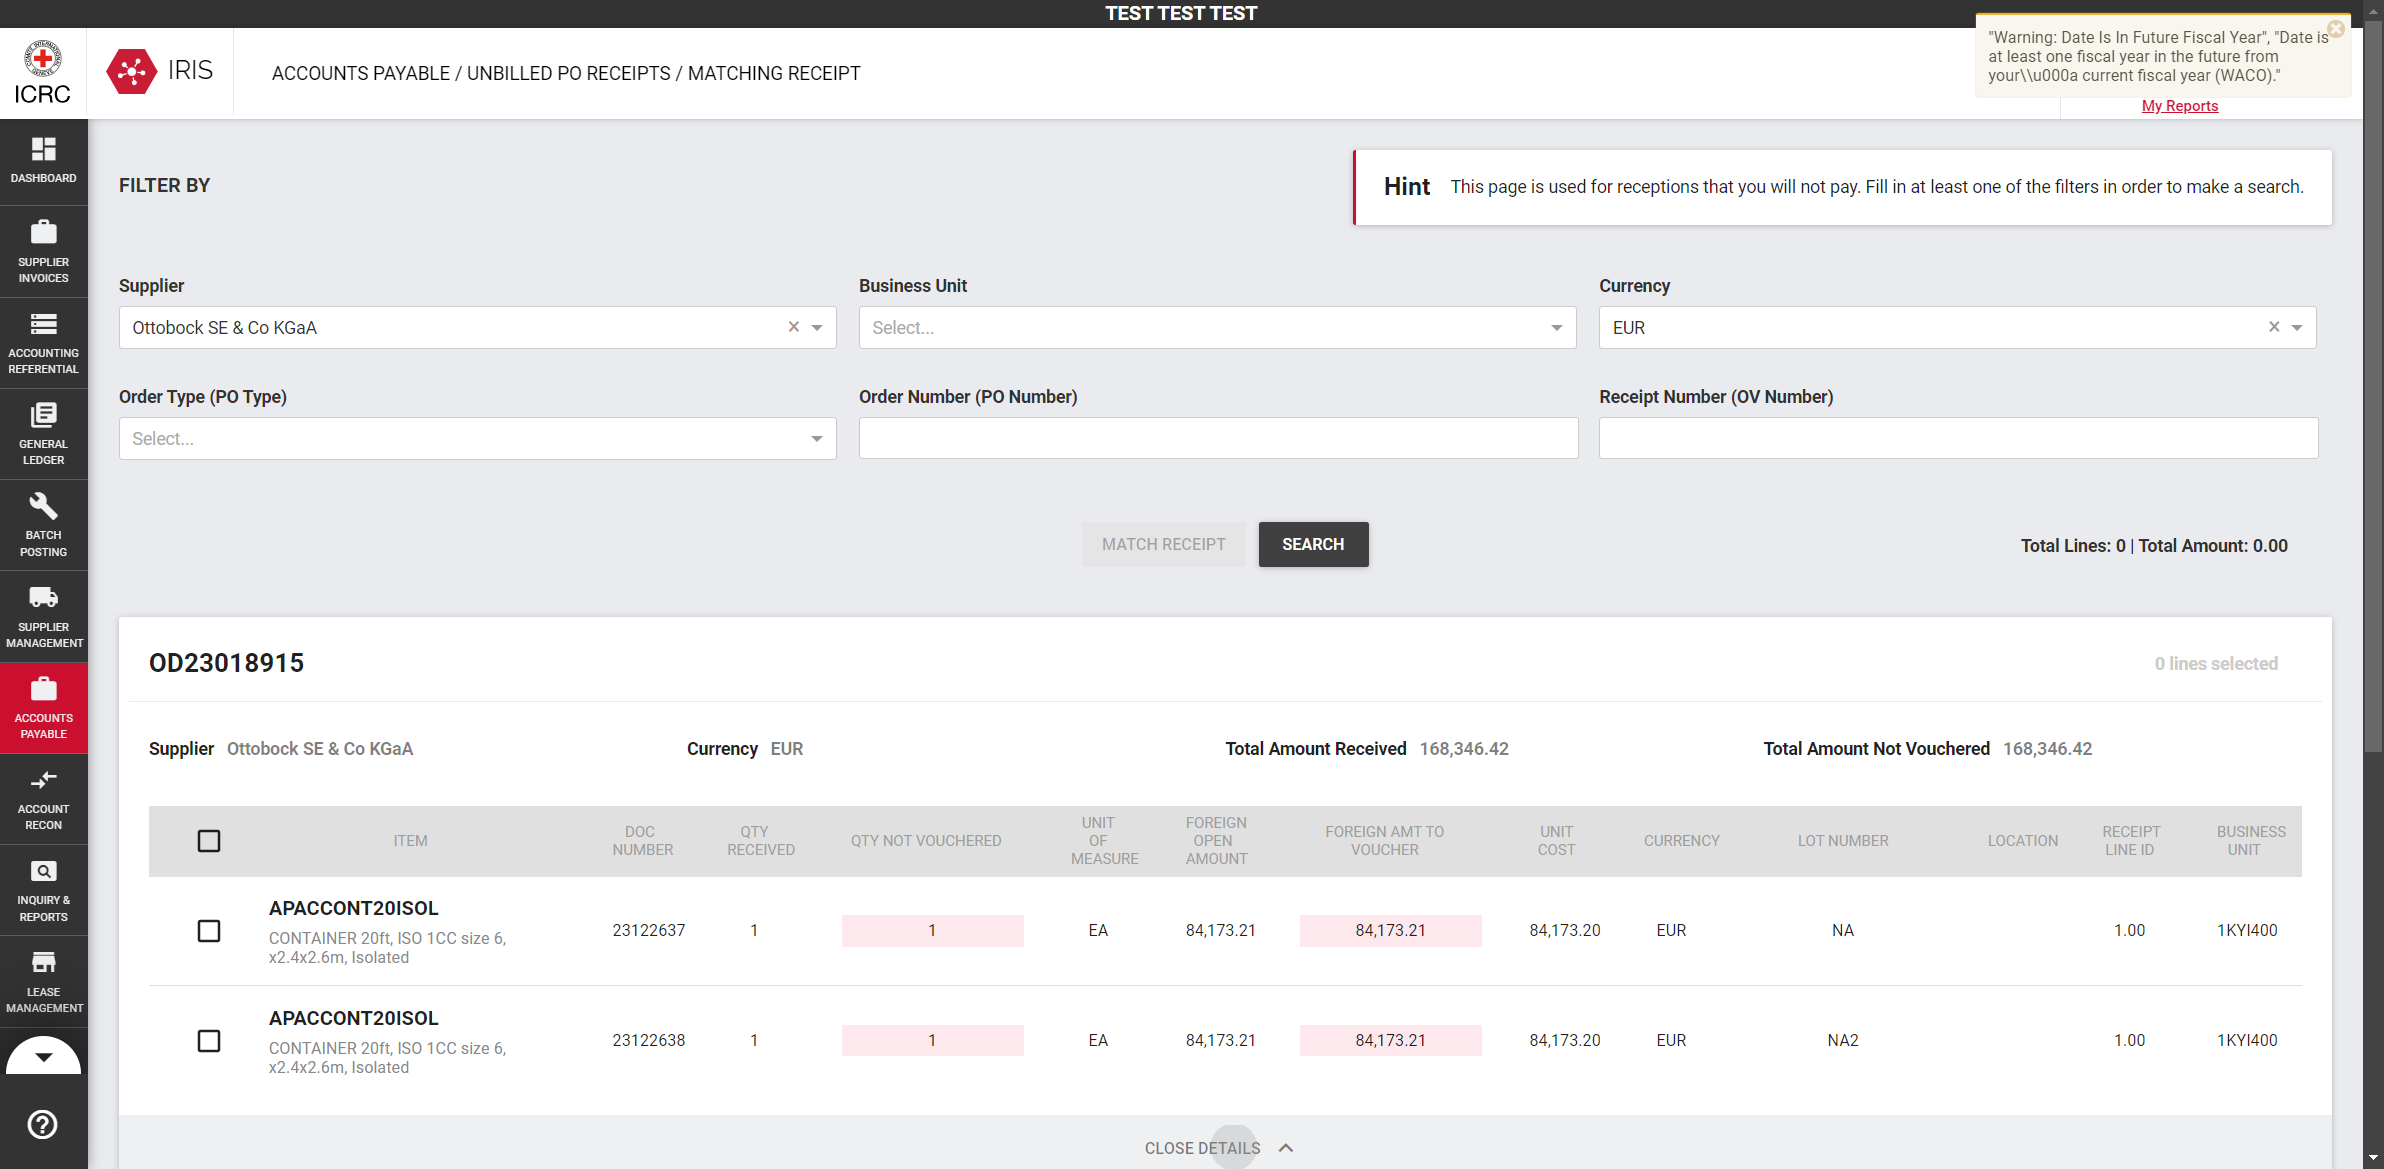 TEST TEST TEST
ICRC
IRIS
ACCOUNTS PAYABLE / UNBILLED PO RECEIPTS / MATCHING RECEIPT
"Warning: Date Is In Future Fiscal Year", "Date is
at least one fiscal year in the future from
your\\u000a current fiscal year (WACO)."
My Reports
DASHBOARD
SUPPLIER
INVOICES
ACCOUNTING
REFERENTIAL
GENERAL
LEDGER
BATCH
POSTING
SUPPLIER
MANAGEMENT
ACCOUNTS
PAYABLE
ACCOUNT
RECON
INQUIRY &
REPORTS
LEASE
MANAGEMENT
FILTER BY
Hint This page is used for receptions that you will not pay. Fill in at least one of the filters in order to make a search.
Supplier
Business Unit
Currency
Ottobock SE & Co KGaA
Select...
EUR
Order Type (PO Type)
Order Number (PO Number)
Receipt Number (OV Number)
Select...
MATCH RECEIPT
SEARCH
Total Lines: 0 | Total Amount: 0.00
OD23018915
0 lines selected
Supplier Ottobock SE & Co KGaA
Currency EUR
Total Amount Received 168,346.42
Total Amount Not Vouchered 168,346.42
ITEM
DOC
NUMBER
QTY
RECEIVED
QTY NOT VOUCHERED
UNIT
OF
MEASURE
FOREIGN
OPEN
AMOUNT
FOREIGN AMT TO
VOUCHER
UNIT
COST
CURRENCY
LOT NUMBER
LOCATION
RECEIPT
LINE ID
BUSINESS
UNIT
APACCONT20ISOL
CONTAINER 20ft, ISO 1CC size 6,
x2.4x2.6m, Isolated
23122637 1 1 EA 84,173.21 84,173.21 84,173.20 EUR NA 1.00 1KYI400
APACCONT20ISOL
CONTAINER 20ft, ISO 1CC size 6,
x2.4x2.6m, Isolated
23122638 1 1 EA 84,173.21 84,173.21 84,173.20 EUR NA2 1.00 1KYI400
CLOSE DETAILS